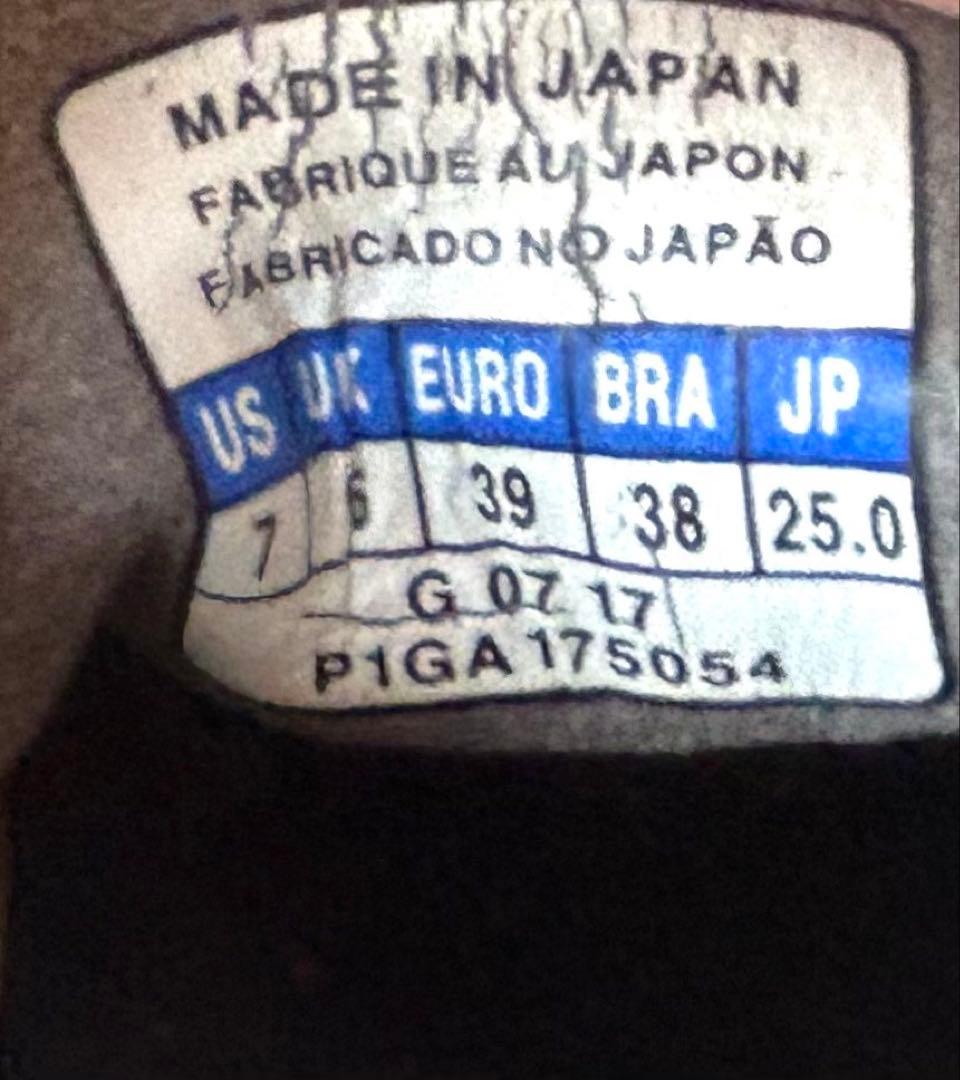 MADE IN JAPAN
FABRIQUE AU JAPON
FABRICADO NO JAPÃO
US UK EURO BRA JP
7 6 39 38 25.0
G 07 17
P1GA175054